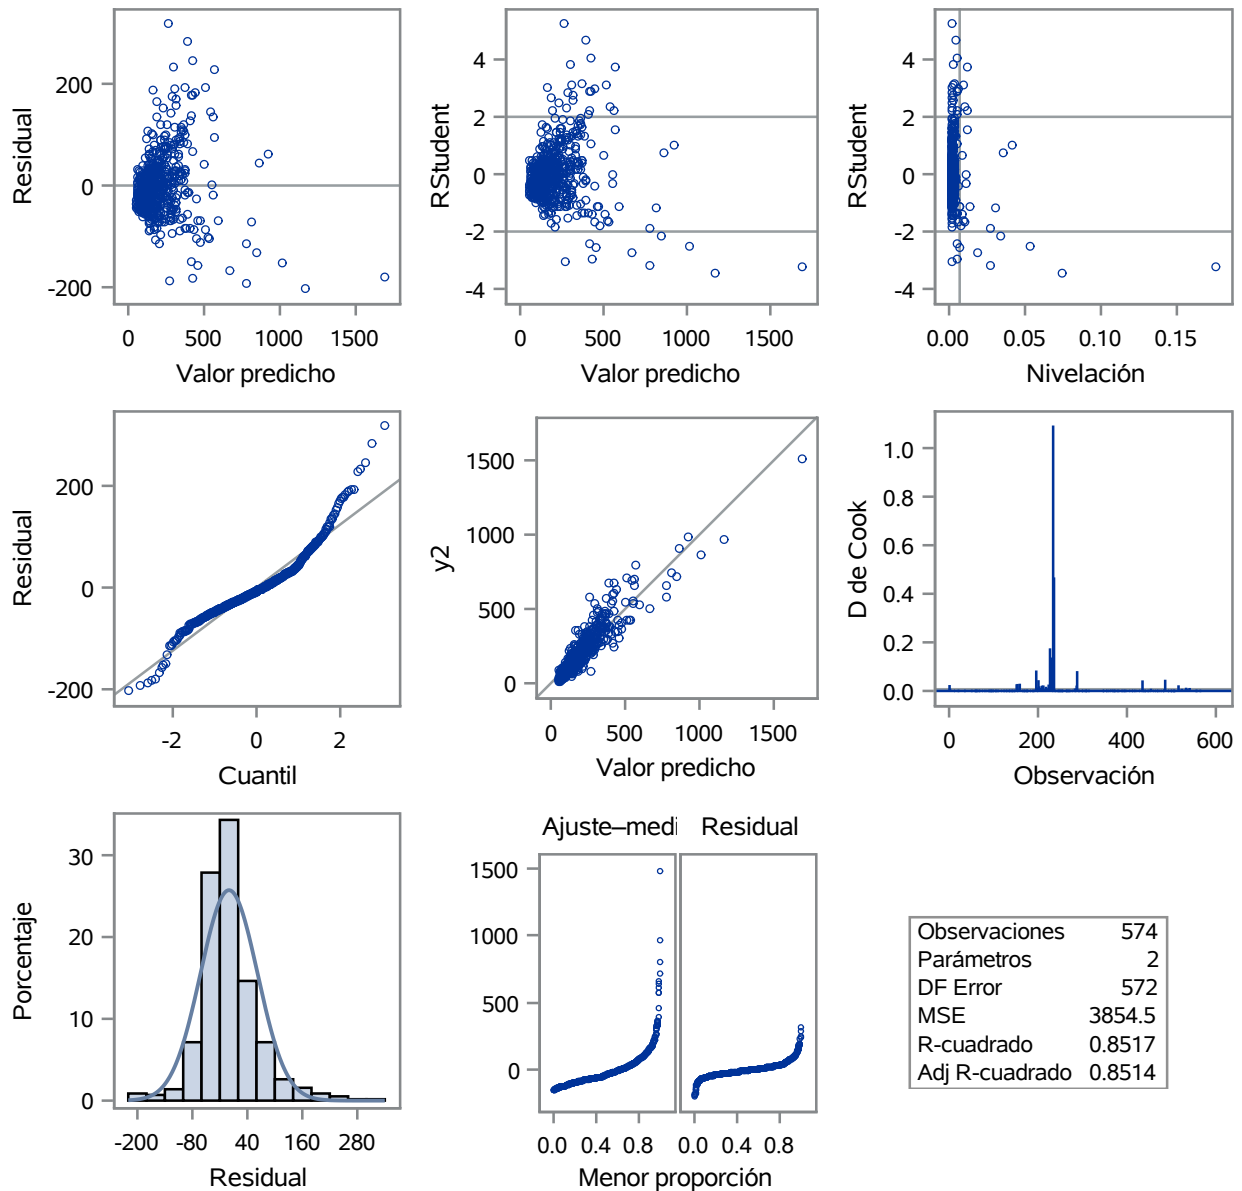 Residual
200
0
-200
0 500 1000 1500
Valor predicho
RStudent
4
2
0
-2
-4
0 500 1000 1500
Valor predicho
RStudent
4
2
0
-2
-4
0.00 0.05 0.10 0.15
Nivelación
Residual
200
0
-200
-2 0 2
Cuantil
y2
1500
1000
500
0
0 500 1000 1500
Valor predicho
D de Cook
1.0
0.8
0.6
0.4
0.2
0.0
0 200 400 600
Observación
Porcentaje
30
20
10
0
-200 -80 40 160 280
Residual
Ajuste–medi Residual
1500
1000
500
0
0.0 0.4 0.8 0.0 0.4 0.8
Menor proporción
Observaciones 574
Parámetros 2
DF Error 572
MSE 3854.5
R-cuadrado 0.8517
Adj R-cuadrado 0.8514